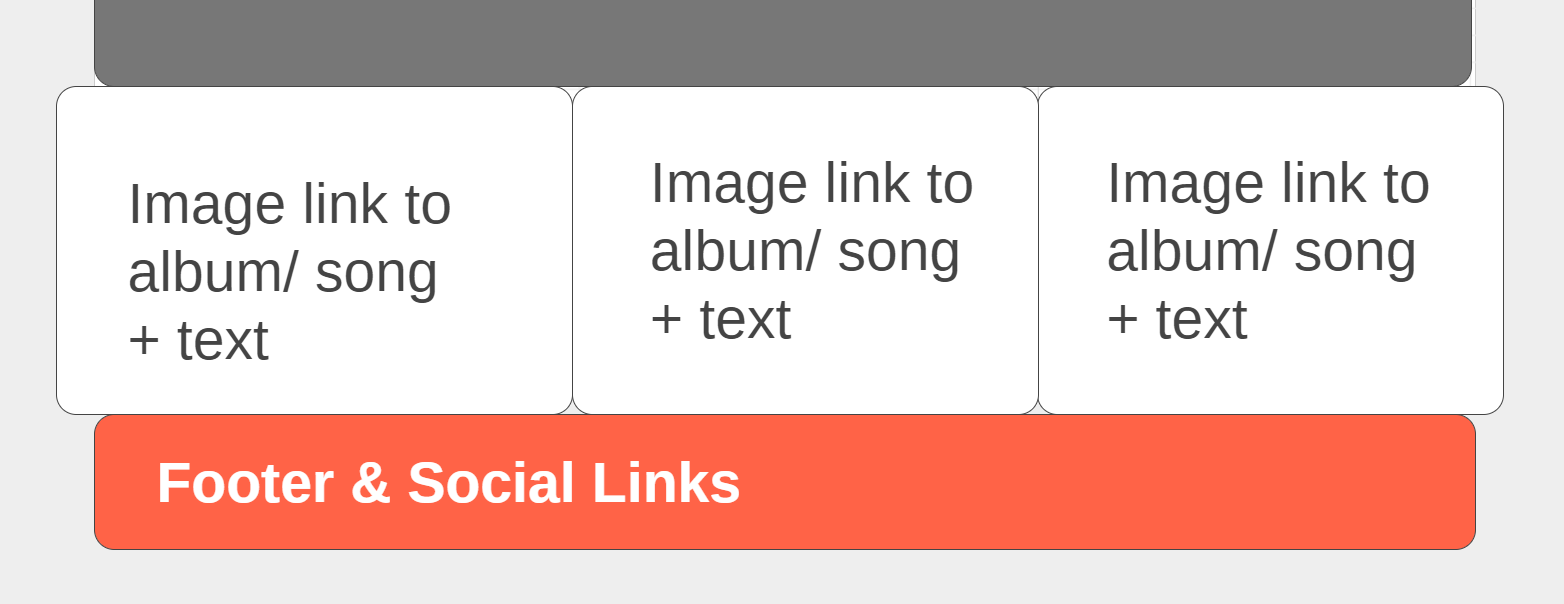 Image link to
album/ song
+ text
Image link to
album/ song
+ text
Image link to
album/ song
+ text
Footer & Social Links